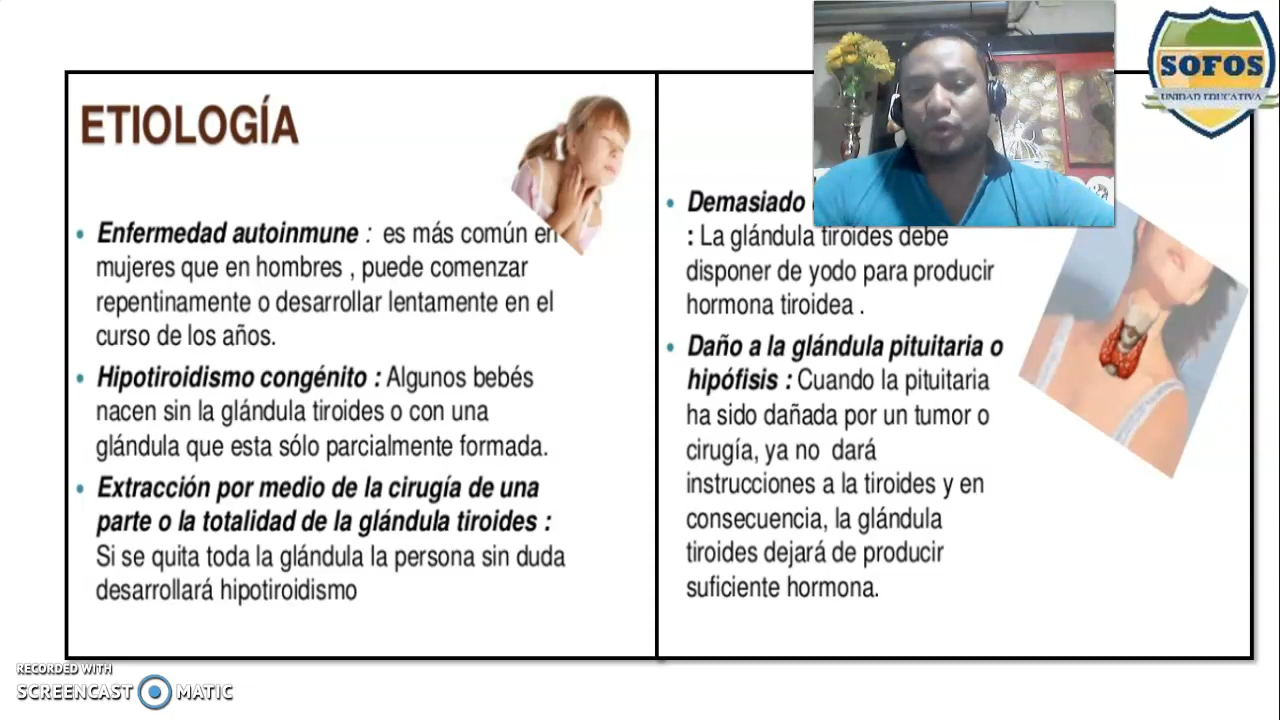 ETIOLOGÍA
Enfermedad autoinmune : es más común en
mujeres que en hombres , puede comenzar
repentinamente o desarrollar lentamente en el
curso de los años.
Hipotiroidismo congénito : Algunos bebés
nacen sin la glándula tiroides o con una
glándula que esta sólo parcialmente formada.
Extracción por medio de la cirugía de una
parte o la totalidad de la glándula tiroides :
Si se quita toda la glándula la persona sin duda
desarrollará hipotiroidismo
Demasiado
: La glándula tiroides debe
disponer de yodo para producir
hormona tiroidea .
Daño a la glándula pituitaria o
hipófisis : Cuando la pituitaria
ha sido dañada por un tumor o
cirugía, ya no dará
instrucciones a la tiroides y en
consecuencia, la glándula
tiroides dejará de producir
suficiente hormona.
SOFOS
UNIDAD EDUCATIVA
RECORDED WITH
SCREENCAST MATIC